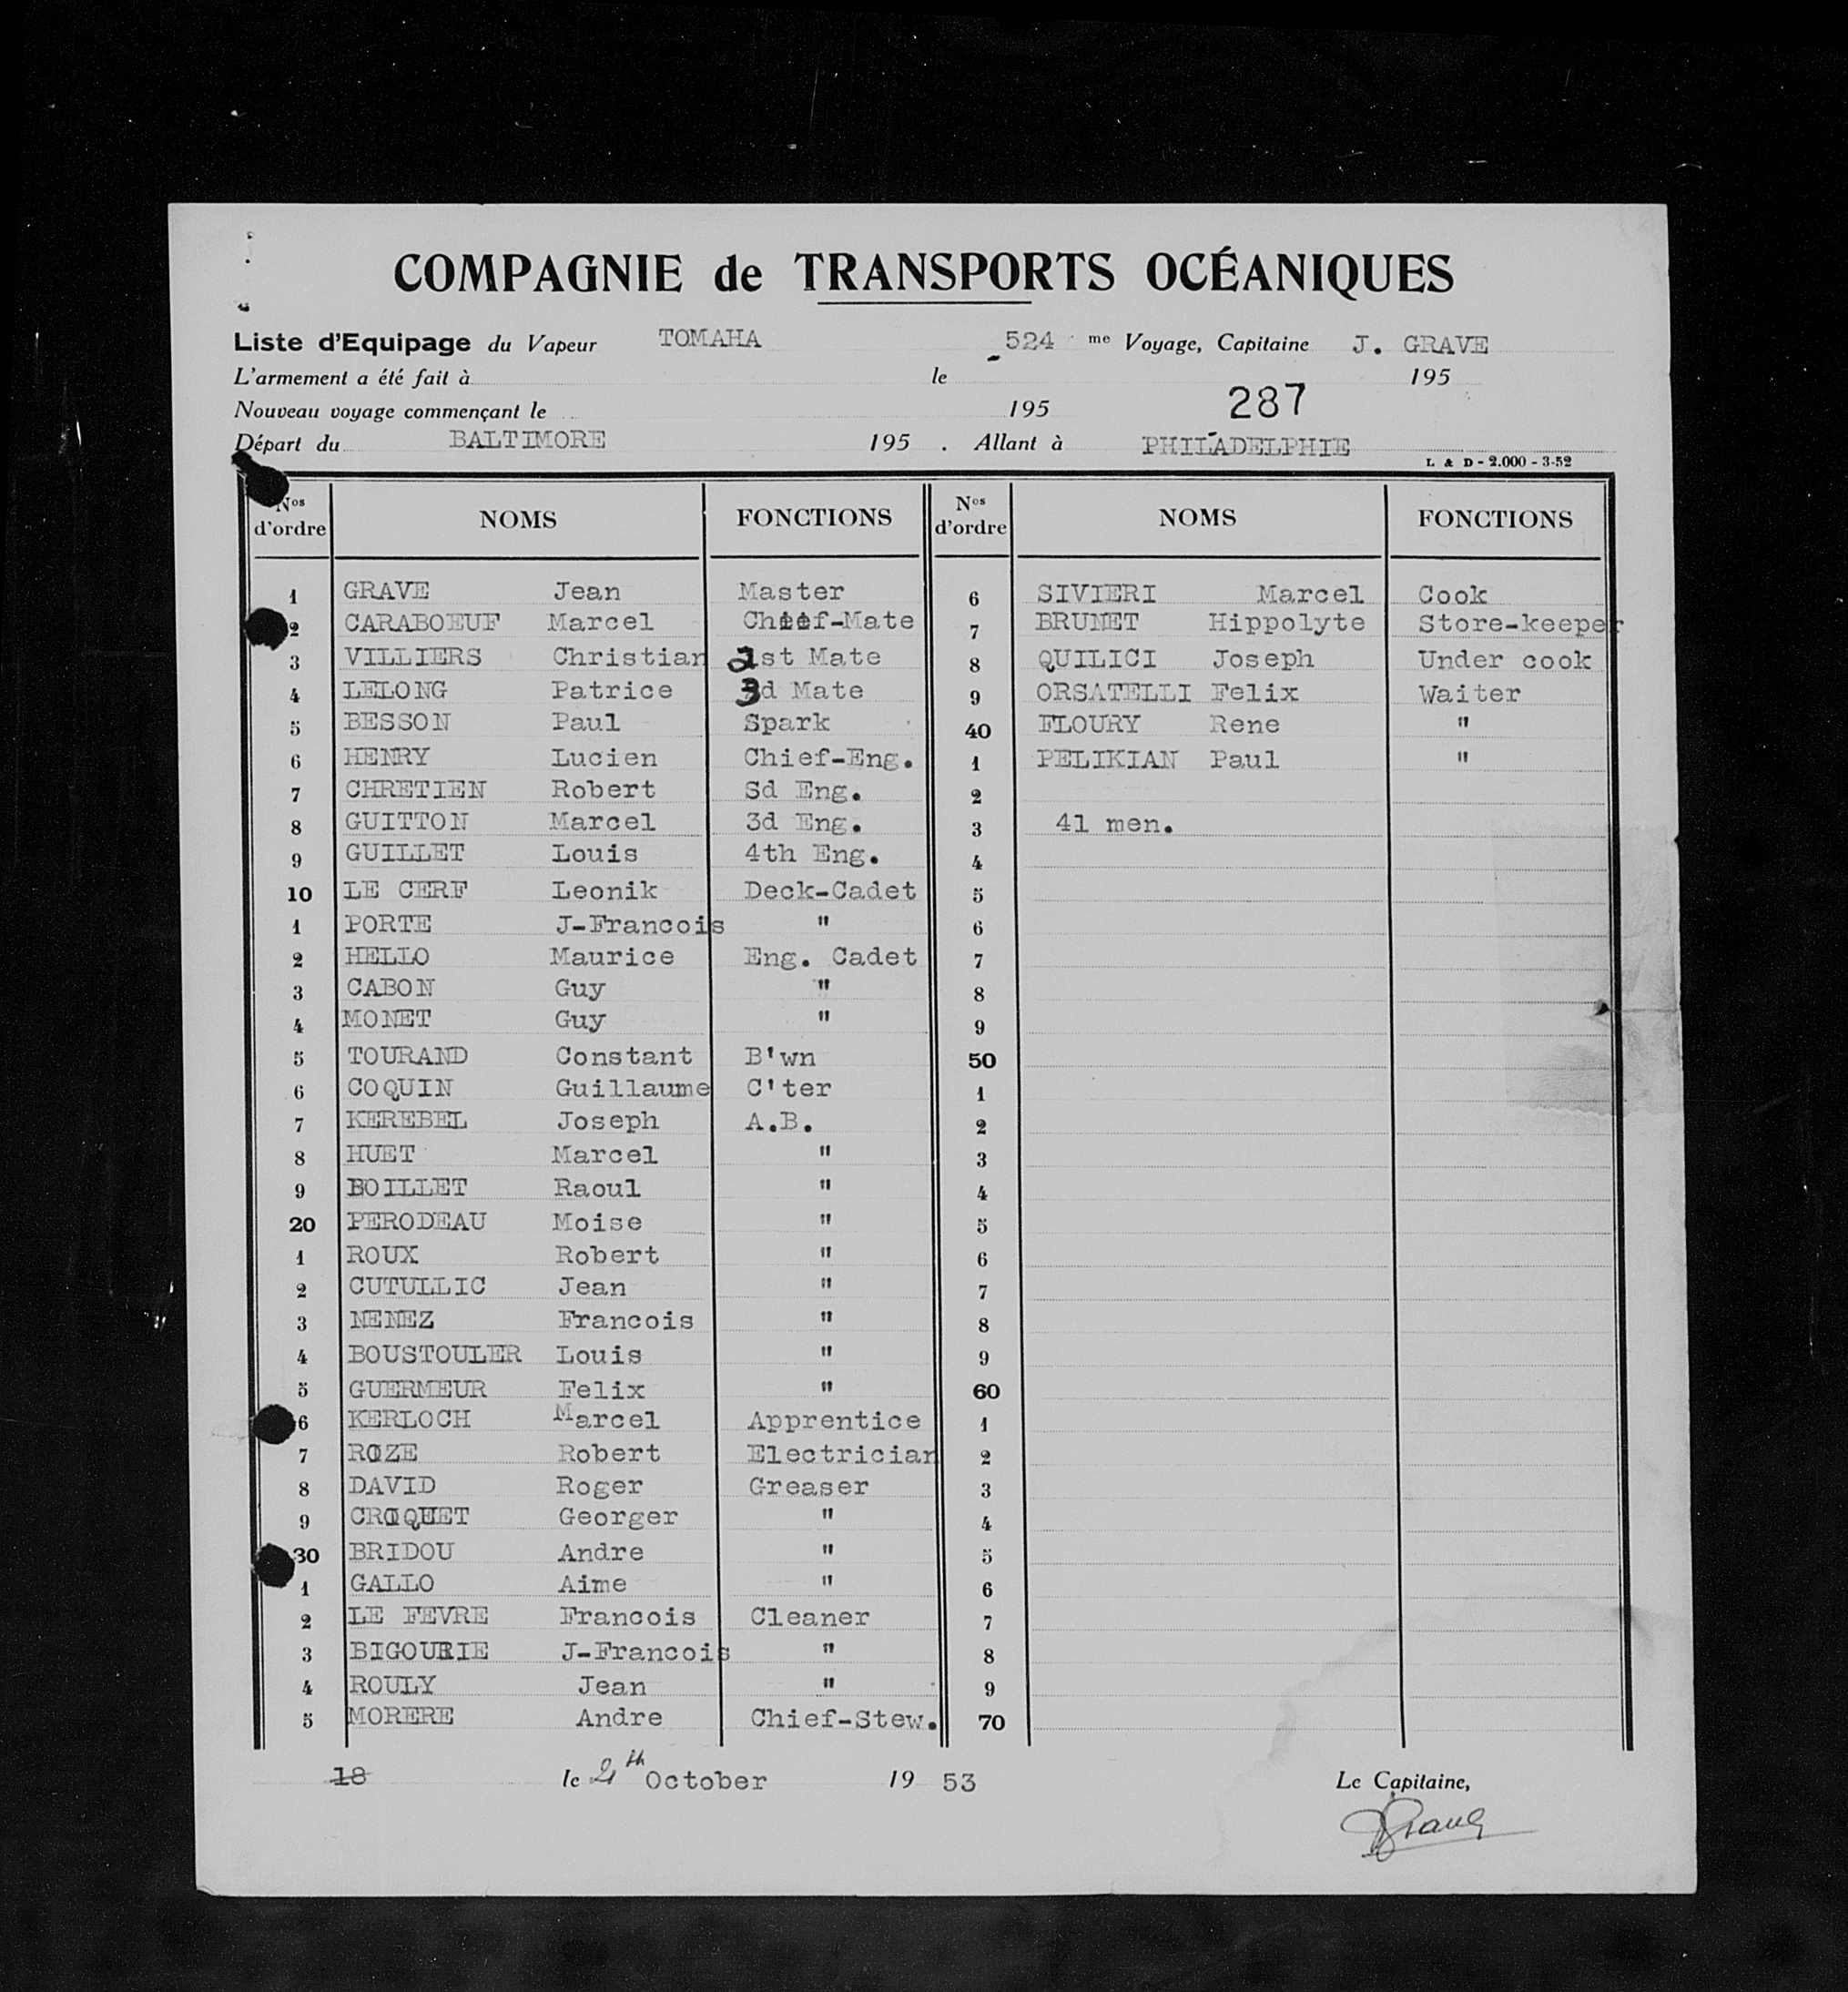 COMPAGNIE de TRANSPORTS OCÉANIQUES
Liste d'Equipage du Vapeur TOMAHA 524 me Voyage, Capitaine J. GRAVE
L'armement a été fait à le 195
Nouveau voyage commençant le 195 287
Départ du BALTIMORE 195 . Allant à PHILADELPHIE
L & D - 2.000 - 3-52
Nos d'ordre NOMS FONCTIONS Nos d'ordre NOMS FONCTIONS
1 GRAVE Jean Master 6 SIVIERI Marcel Cook
2 CARABOEUF Marcel Chief-Mate 7 BRUNET Hippolyte Store-keeper
3 VILLIERS Christian 2st Mate 8 QUILICI Joseph Under cook
4 LELONG Patrice 3d Mate 9 ORSATELLI Felix Waiter
5 BESSON Paul Spark 40 FLOURY Rene "
6 HENRY Lucien Chief-Eng. 1 PELIKIAN Paul "
7 CHRETIEN Robert Sd Eng. 2
8 GUITTON Marcel 3d Eng. 3 41 men.
9 GUILLET Louis 4th Eng. 4
10 LE CERF Leonik Deck-Cadet 5
1 PORTE J-Francois " 6
2 HELLO Maurice Eng. Cadet 7
3 CABON Guy " 8
4 MONET Guy " 9
5 TOURAND Constant B'wn 50
6 COQUIN Guillaume C'ter 1
7 KEREBEL Joseph A.B. 2
8 HUET Marcel " 3
9 BOILLET Raoul " 4
20 PERODEAU Moise " 5
1 ROUX Robert " 6
2 CUTULLIC Jean " 7
3 NENEZ Francois " 8
4 BOUSTOULER Louis " 9
5 GUERMEUR Felix " 60
6 KERLOCH Marcel Apprentice 1
7 ROZE Robert Electrician 2
8 DAVID Roger Greaser 3
9 CROQUET Georger " 4
30 BRIDOU Andre " 5
1 GALLO Aime " 6
2 LE FEVRE Francois Cleaner 7
3 BIGOURIE J-Francois " 8
4 ROULY Jean " 9
5 MORERE Andre Chief-Stew. 70
18 le 21th October 19 53 Le Capitaine,
JGrave